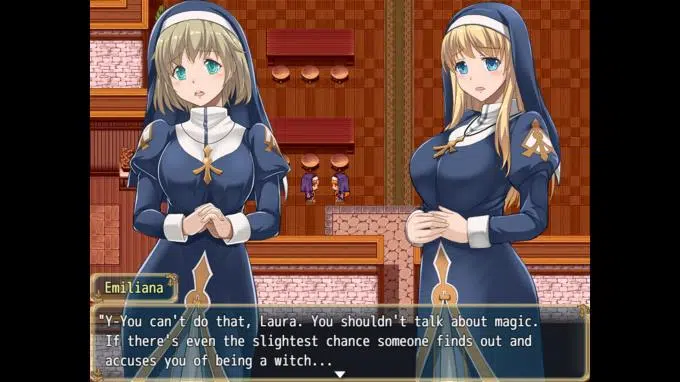 Emiliana
"Y-You can't do that, Laura. You shouldn't talk about magic.
If there's even the slightest chance someone finds out and
accuses you of being a witch...